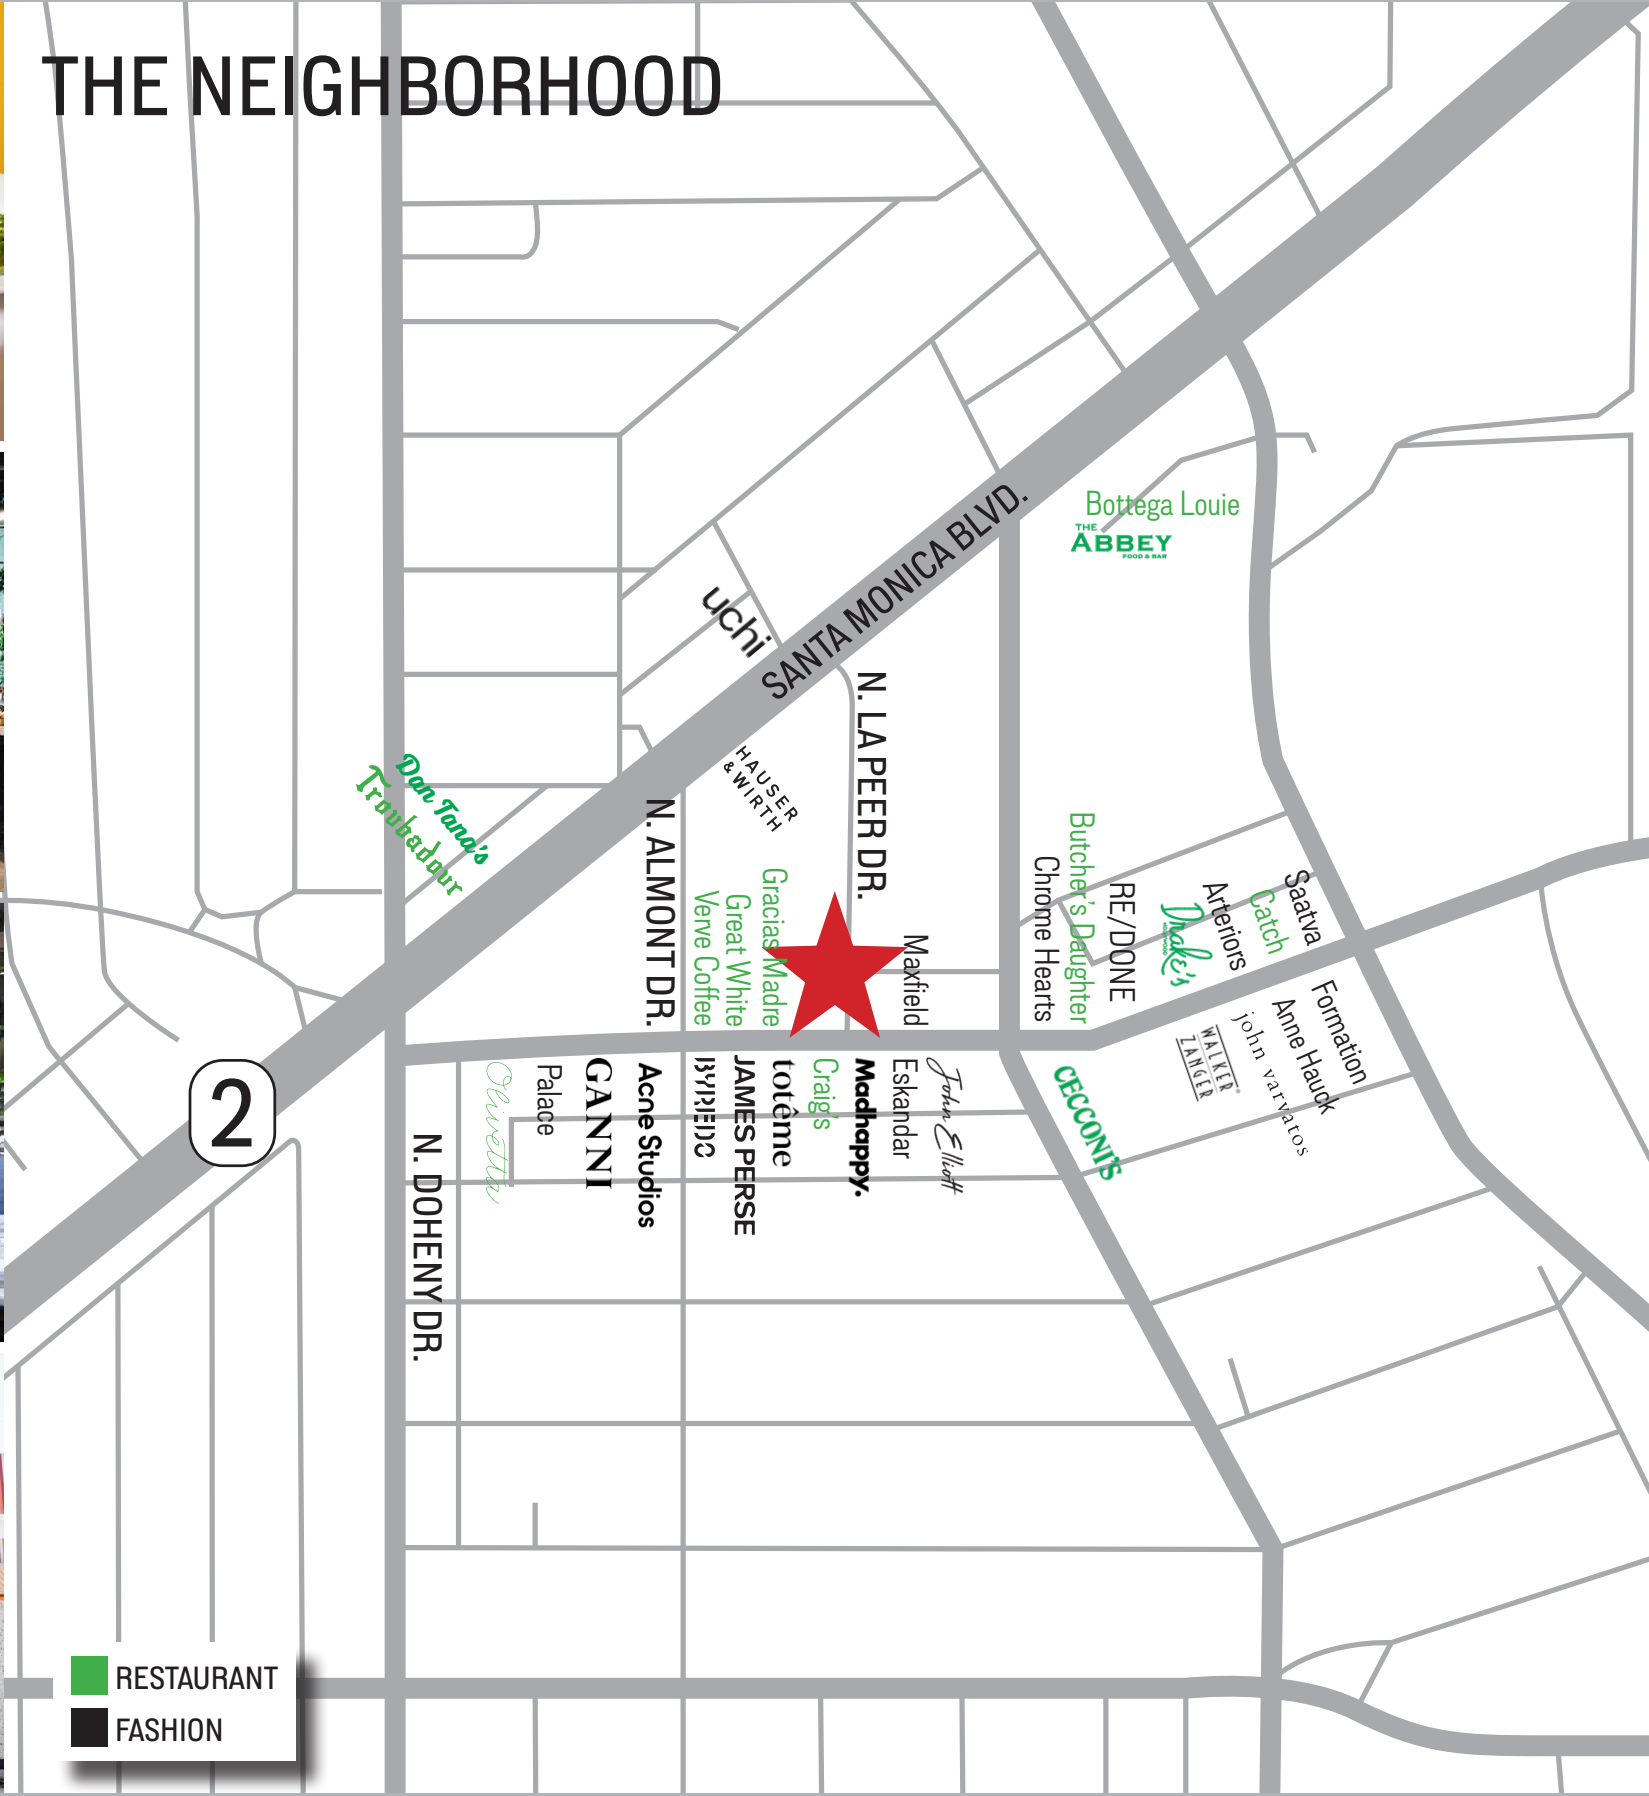 THE NEIGHBORHOOD
Bottega Louie
THE
ABBEY
FOOD & BAR
SANTA MONICA BLVD.
uchi
N. LA PEER DR.
HAUSER
& WIRTH
Dan Tana's
Troubadour
N. ALMONT DR.
Verve Coffee
Great White
Gracias Madre
Maxfield
Chrome Hearts
Butcher's Daughter
RE/DONE
Drake's
Arteriors
Catch
Saatva
2
N. DOHENY DR.
Olivetta
Palace
GANNI
Acne Studios
BYREDO
JAMES PERSE
totême
Craig's
Madhappy.
Eskandar
John Elliott
CECCONI'S
WALKER
ZANGER
john varvatos
Anne Hauck
Formation
RESTAURANT
FASHION